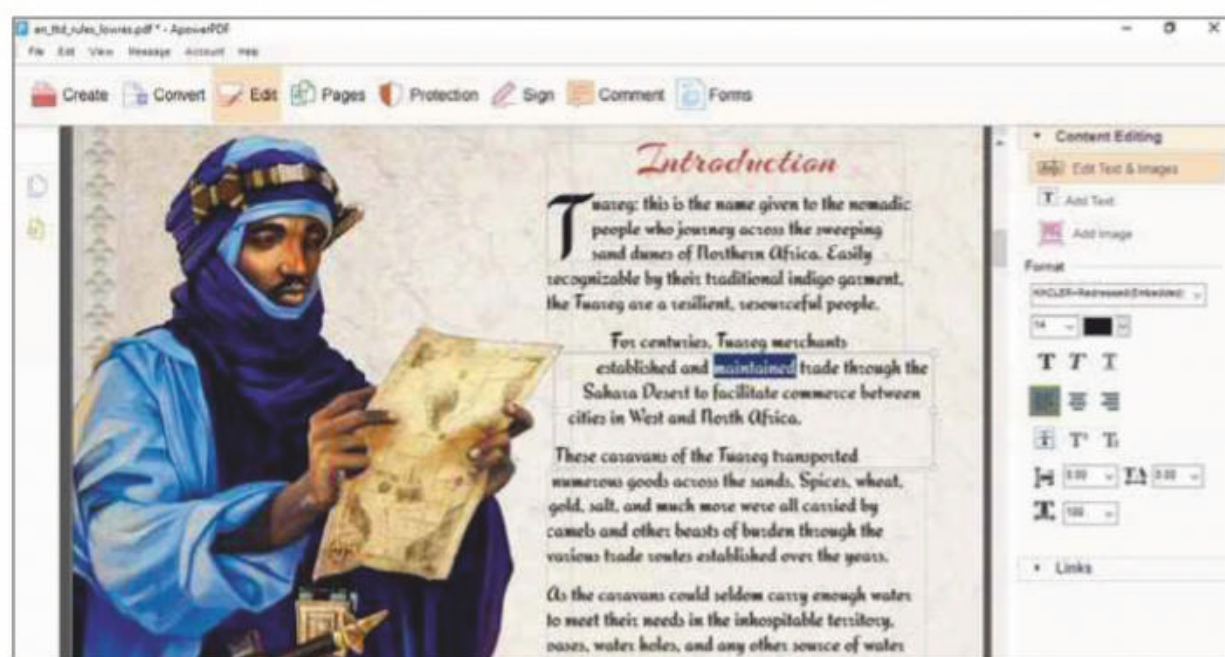 en_ttd_rules_lowres.pdf * - ApowerPDF
File Edit View Message Account Help
Create Convert Edit Pages Protection Sign Comment Forms
Introduction
Tuareg: this is the name given to the nomadic
people who journey across the sweeping
sand dunes of Northern Africa. Easily
recognizable by their traditional indigo garment,
the Tuareg are a resilient, resourceful people.
For centuries, Tuareg merchants
established and maintained trade through the
Sahara Desert to facilitate commerce between
cities in West and North Africa.
These caravans of the Tuareg transported
numerous goods across the sands. Spices, wheat,
gold, salt, and much more were all carried by
camels and other beasts of burden through the
various trade routes established over the years.
As the caravans could seldom carry enough water
to meet their needs in the inhospitable territory,
oases, water holes, and any other source of water
Content Editing
Edit Text & Images
Add Text
Add Image
Format
14
T T T
T T¹ T₁
0.00 0.00
100
Links